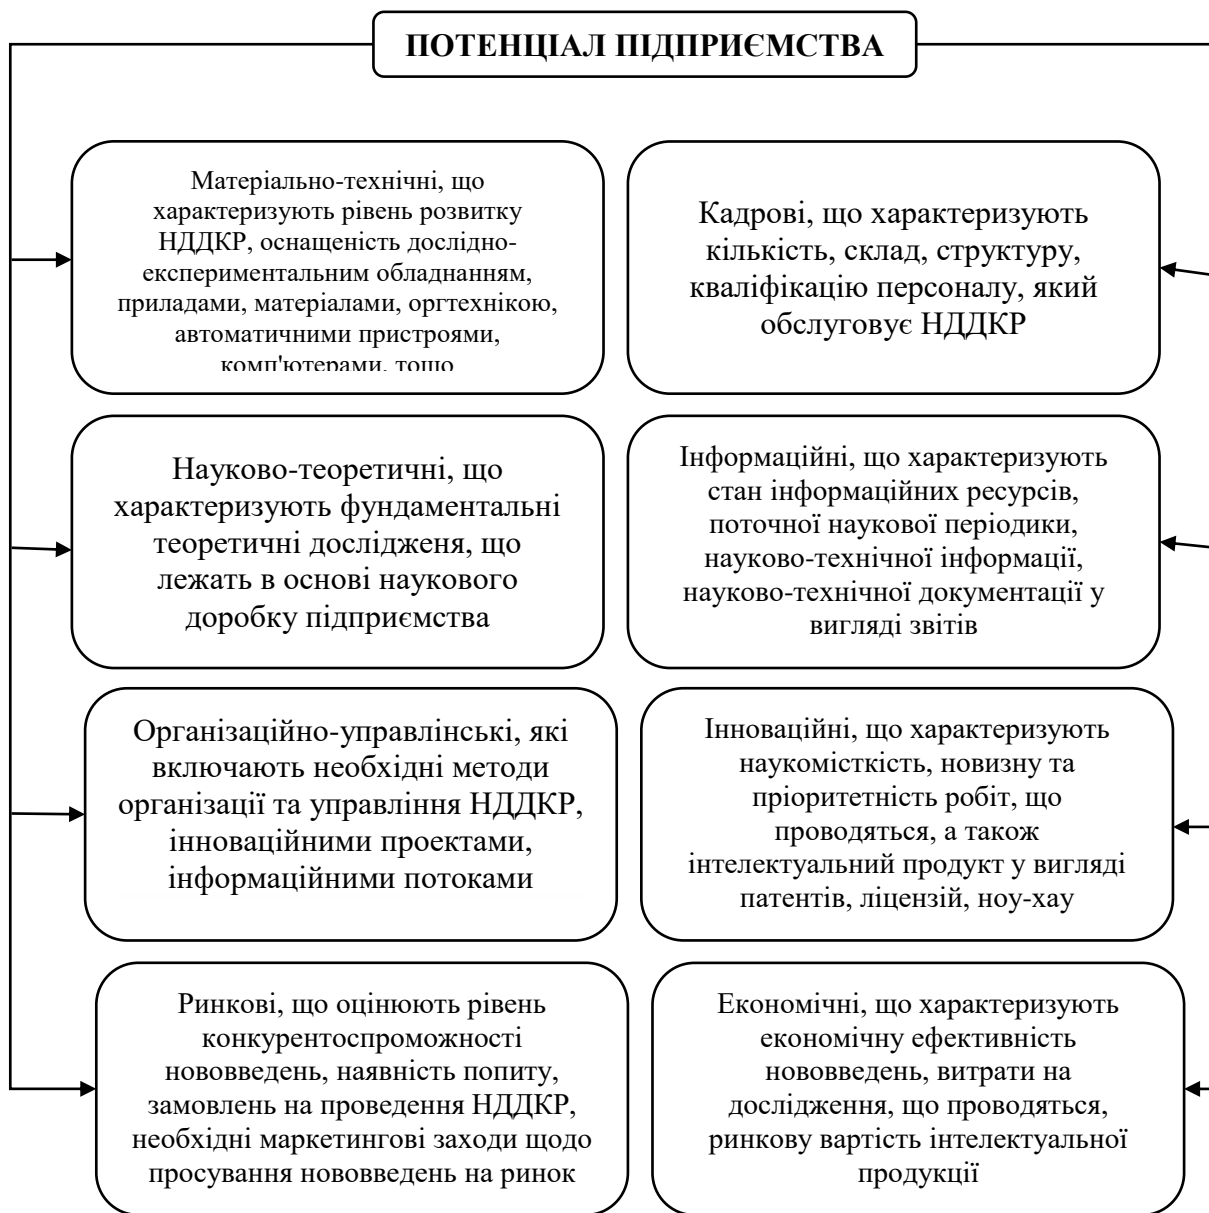 ПОТЕНЦІАЛ ПІДПРИЄМСТВА
Матеріально-технічні, що
характеризують рівень розвитку
НДДКР, оснащеність дослідно-
експериментальним обладнанням,
приладами, матеріалами, оргтехнікою,
автоматичними пристроями,
комп'ютерами, тощо
Кадрові, що характеризують
кількість, склад, структуру,
кваліфікацію персоналу, який
обслуговує НДДКР
Науково-теоретичні, що
характеризують фундаментальні
теоретичні дослідженя, що
лежать в основі наукового
доробку підприємства
Інформаційні, що характеризують
стан інформаційних ресурсів,
поточної наукової періодики,
науково-технічної інформації,
науково-технічної документації у
вигляді звітів
Організаційно-управлінські, які
включають необхідні методи
організації та управління НДДКР,
інноваційними проектами,
інформаційними потоками
Інноваційні, що характеризують
наукомісткість, новизну та
пріоритетність робіт, що
проводяться, а також
інтелектуальний продукт у вигляді
патентів, ліцензій, ноу-хау
Ринкові, що оцінюють рівень
конкурентоспроможності
нововведень, наявність попиту,
замовлень на проведення НДДКР,
необхідні маркетингові заходи щодо
просування нововведень на ринок
Економічні, що характеризують
економічну ефективність
нововведень, витрати на
дослідження, що проводяться,
ринкову вартість інтелектуальної
продукції